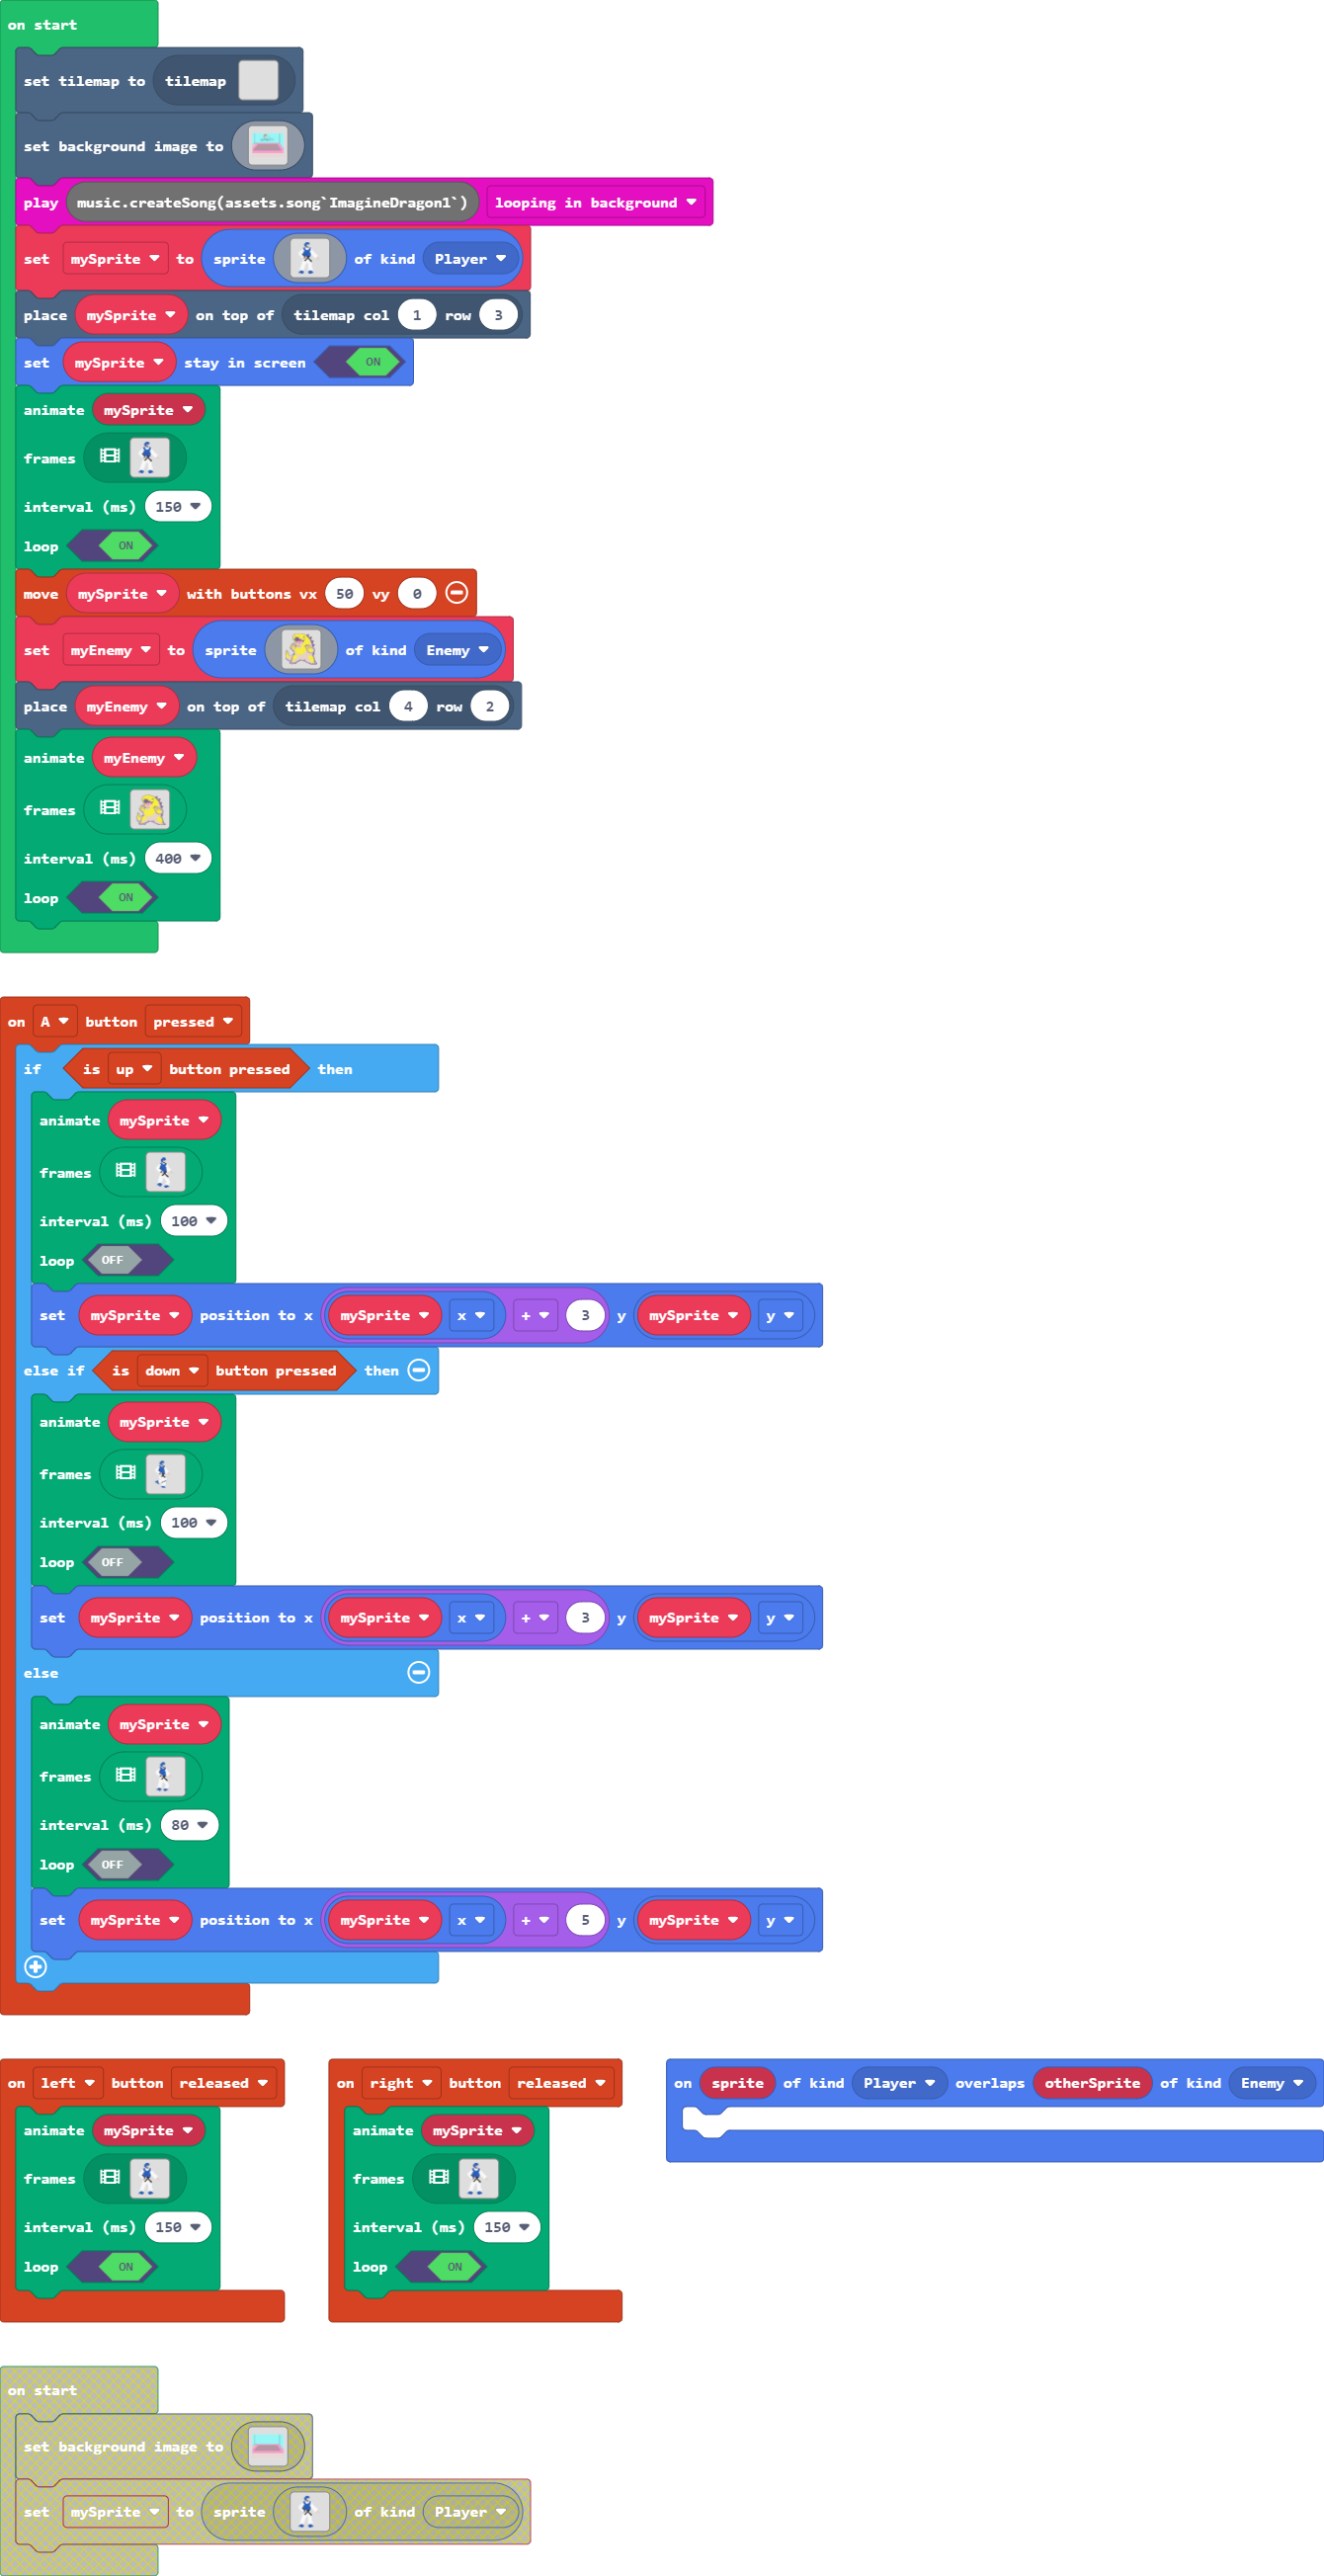 on start
set tilemap to tilemap
set background image to
play music.createSong(assets.song`ImagineDragon1`) looping in background
set mySprite to sprite of kind Player
place mySprite on top of tilemap col 1 row 3
set mySprite stay in screen ON
animate mySprite
frames
interval (ms) 150
loop ON
move mySprite with buttons vx 50 vy 0
set myEnemy to sprite of kind Enemy
place myEnemy on top of tilemap col 4 row 2
animate myEnemy
frames
interval (ms) 400
loop ON
on A button pressed
if is up button pressed then
animate mySprite
frames
interval (ms) 100
loop OFF
set mySprite position to x mySprite x + 3 y mySprite y
else if is down button pressed then
animate mySprite
frames
interval (ms) 100
loop OFF
set mySprite position to x mySprite x + 3 y mySprite y
else
animate mySprite
frames
interval (ms) 80
loop OFF
set mySprite position to x mySprite x + 5 y mySprite y
on left button released
animate mySprite
frames
interval (ms) 150
loop ON
on right button released
animate mySprite
frames
interval (ms) 150
loop ON
on sprite of kind Player overlaps otherSprite of kind Enemy
on start
set background image to
set mySprite to sprite of kind Player